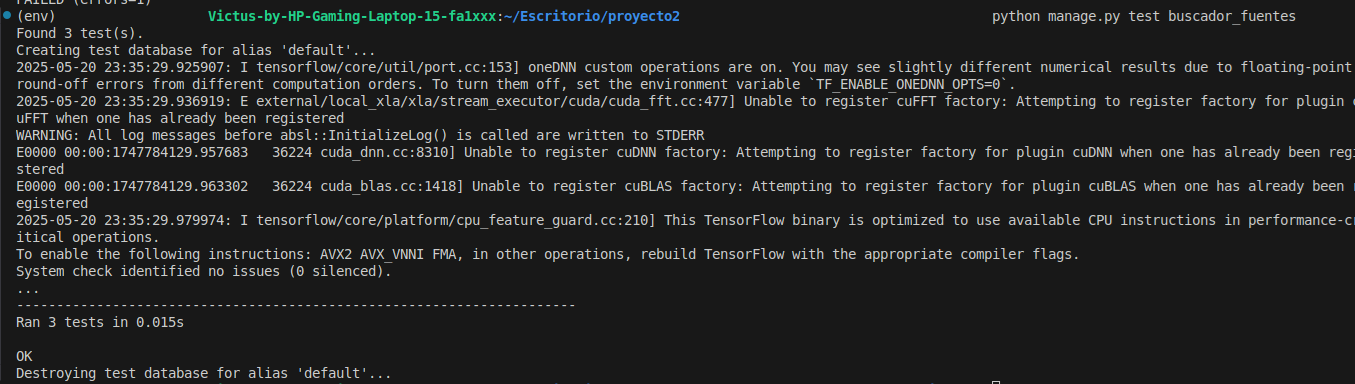 FAILED (errors=1)
(env) Victus-by-HP-Gaming-Laptop-15-fa1xxx:~/Escritorio/proyecto2 python manage.py test buscador_fuentes
Found 3 test(s).
Creating test database for alias 'default'...
2025-05-20 23:35:29.925907: I tensorflow/core/util/port.cc:153] oneDNN custom operations are on. You may see slightly different numerical results due to floating-point
round-off errors from different computation orders. To turn them off, set the environment variable `TF_ENABLE_ONEDNN_OPTS=0`.
2025-05-20 23:35:29.936919: E external/local_xla/xla/stream_executor/cuda/cuda_fft.cc:477] Unable to register cuFFT factory: Attempting to register factory for plugin c
uFFT when one has already been registered
WARNING: All log messages before absl::InitializeLog() is called are written to STDERR
E0000 00:00:1747784129.957683   36224 cuda_dnn.cc:8310] Unable to register cuDNN factory: Attempting to register factory for plugin cuDNN when one has already been regi
stered
E0000 00:00:1747784129.963302   36224 cuda_blas.cc:1418] Unable to register cuBLAS factory: Attempting to register factory for plugin cuBLAS when one has already been r
egistered
2025-05-20 23:35:29.979974: I tensorflow/core/platform/cpu_feature_guard.cc:210] This TensorFlow binary is optimized to use available CPU instructions in performance-cr
itical operations.
To enable the following instructions: AVX2 AVX_VNNI FMA, in other operations, rebuild TensorFlow with the appropriate compiler flags.
System check identified no issues (0 silenced).
...
----------------------------------------------------------------------
Ran 3 tests in 0.015s
OK
Destroying test database for alias 'default'...